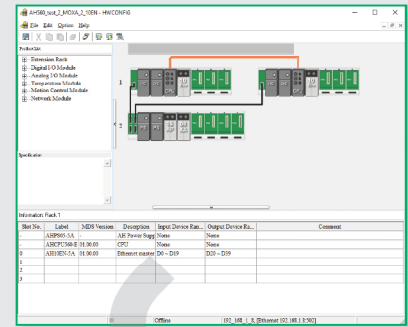 AH560_test_2_MOXA_2_10EN - HWCONFIG
File Edit Option Help
Product List
Extension Rack
Digital I/O Module
Analog I/O Module
Temperature Module
Motion Control Module
Network Module
1
2
Specification
Information: Rack 1
Slot No. Label MDS Version Description Input Device Ran... Output Device Ra... Comment
- AHPS05-5A - AH Power Supp None None
- AHCPU560-E 01.00.00 CPU None None
0 AH10EN-5A 01.00.00 Ethernet master D0 ~ D19 D20 ~ D39
1
2
3
Offline